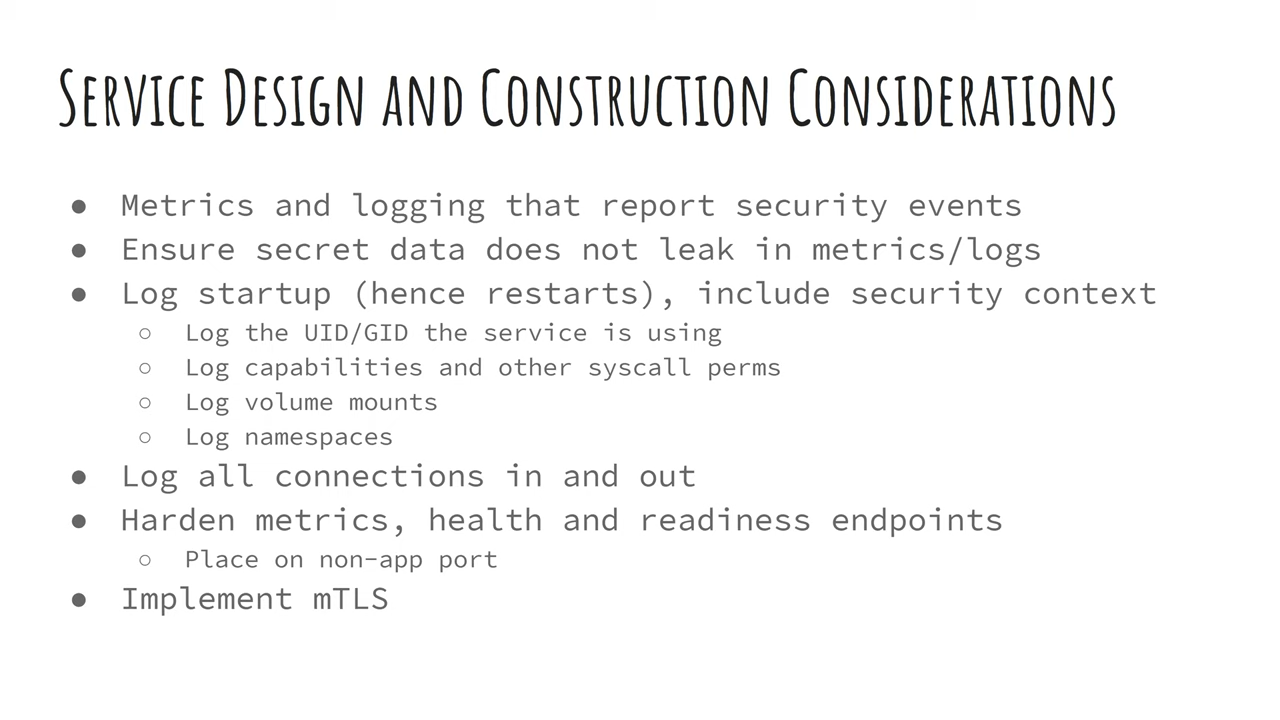 Service Design and Construction Considerations
● Metrics and logging that report security events
● Ensure secret data does not leak in metrics/logs
● Log startup (hence restarts), include security context
○ Log the UID/GID the service is using
○ Log capabilities and other syscall perms
○ Log volume mounts
○ Log namespaces
● Log all connections in and out
● Harden metrics, health and readiness endpoints
○ Place on non-app port
● Implement mTLS